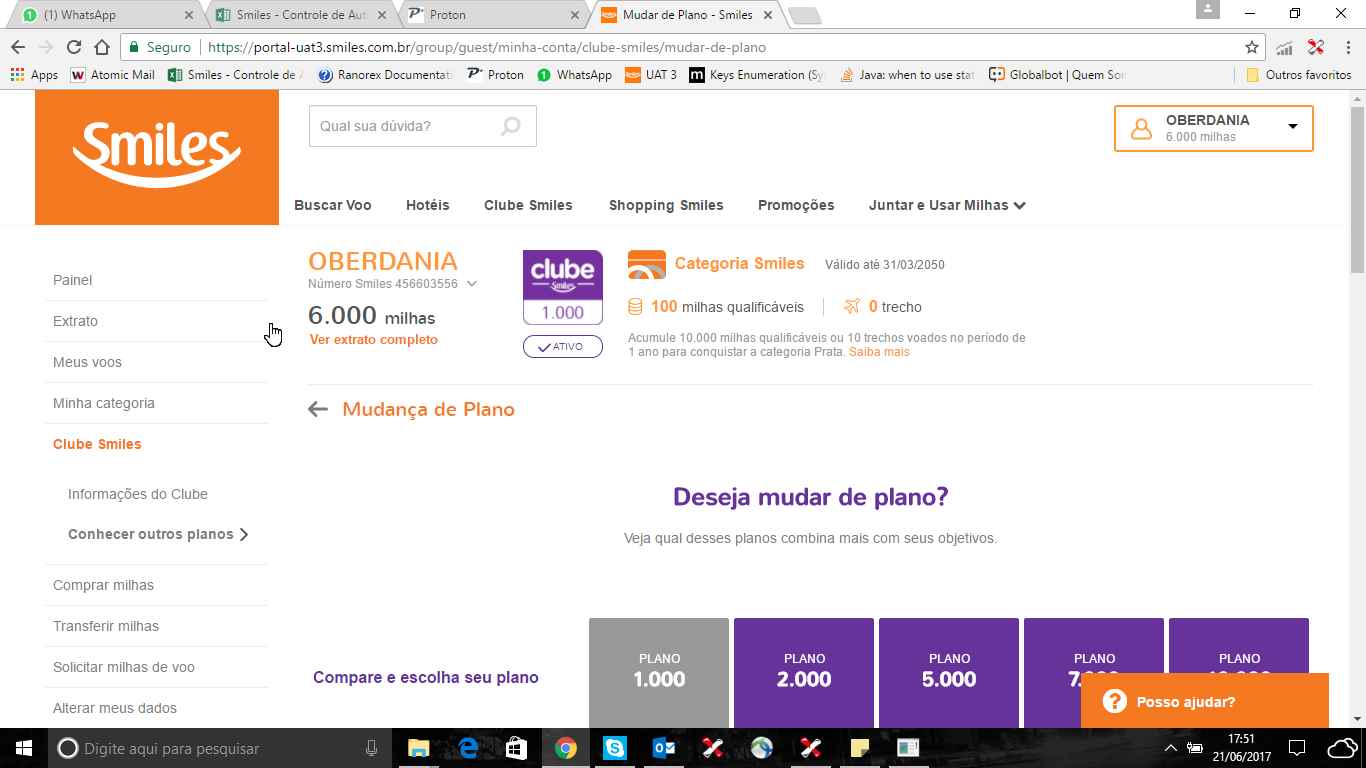 (1) WhatsApp
Smiles - Controle de Aut
Proton
Mudar de Plano - Smiles
Seguro
https://portal-uat3.smiles.com.br/group/guest/minha-conta/clube-smiles/mudar-de-plano
Apps
Atomic Mail
Smiles - Controle de A
Ranorex Documentati
Proton
WhatsApp
UAT 3
Keys Enumeration (Sy
Java: when to use stat
Globalbot | Quem Son
Outros favoritos
Smiles
Qual sua dúvida?
OBERDANIA
6.000 milhas
Buscar Voo
Hotéis
Clube Smiles
Shopping Smiles
Promoções
Juntar e Usar Milhas
Painel
Extrato
Meus voos
Minha categoria
Clube Smiles
Informações do Clube
Conhecer outros planos
Comprar milhas
Transferir milhas
Solicitar milhas de voo
Alterar meus dados
OBERDANIA
Número Smiles 456603556
6.000 milhas
Ver extrato completo
clube
Smiles
1.000
ATIVO
Categoria Smiles
Válido até 31/03/2050
100 milhas qualificáveis
0 trecho
Acumule 10.000 milhas qualificáveis ou 10 trechos voados no período de
1 ano para conquistar a categoria Prata. Saiba mais
Mudança de Plano
Deseja mudar de plano?
Veja qual desses planos combina mais com seus objetivos.
Compare e escolha seu plano
PLANO
1.000
PLANO
2.000
PLANO
5.000
PLANO
PLANO
Posso ajudar?
Digite aqui para pesquisar
17:51
21/06/2017